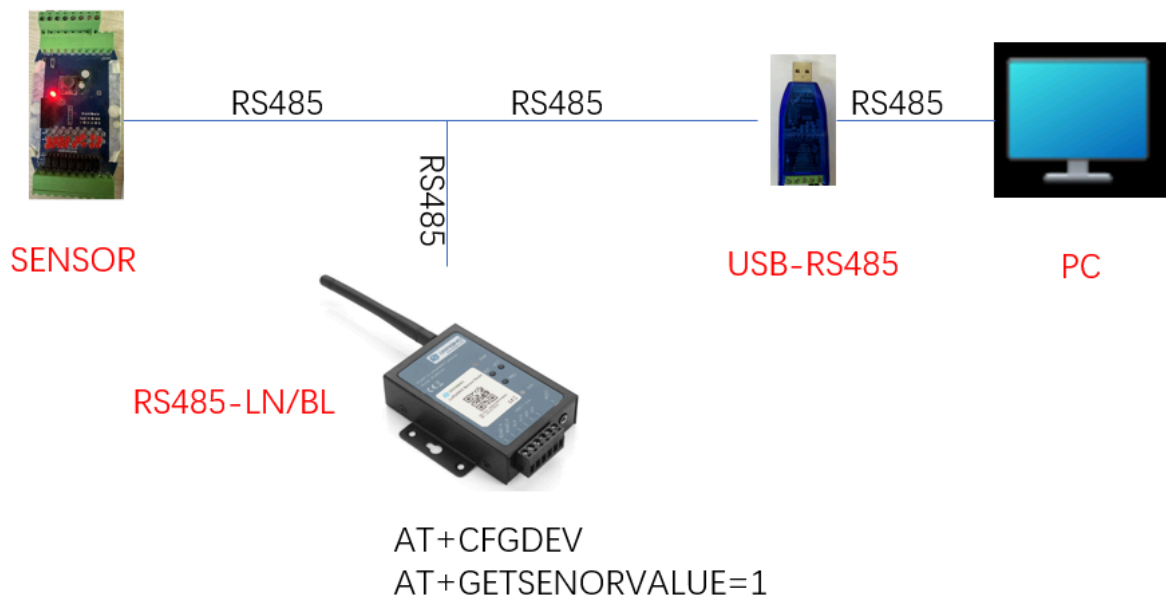 RS485
RS485
RS485
RS485
SENSOR
USB-RS485
PC
RS485-LN/BL
AT+CFGDEV
AT+GETSENORVALUE=1